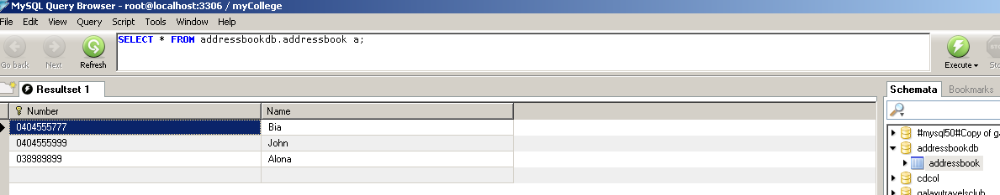 MySQL Query Browser - root@localhost:3306 / myCollege
File Edit View Query Script Tools Window Help
SELECT * FROM addressbookdb.addressbook a;
Go back Next Refresh Execute
Resultset 1 Schemata Bookmarks
Number Name
0404555777 Bia
0404555999 John
038989899 Alona
#mysql50#Copy of
addressbookdb
addressbook
cdcol
galaxytravelsclub